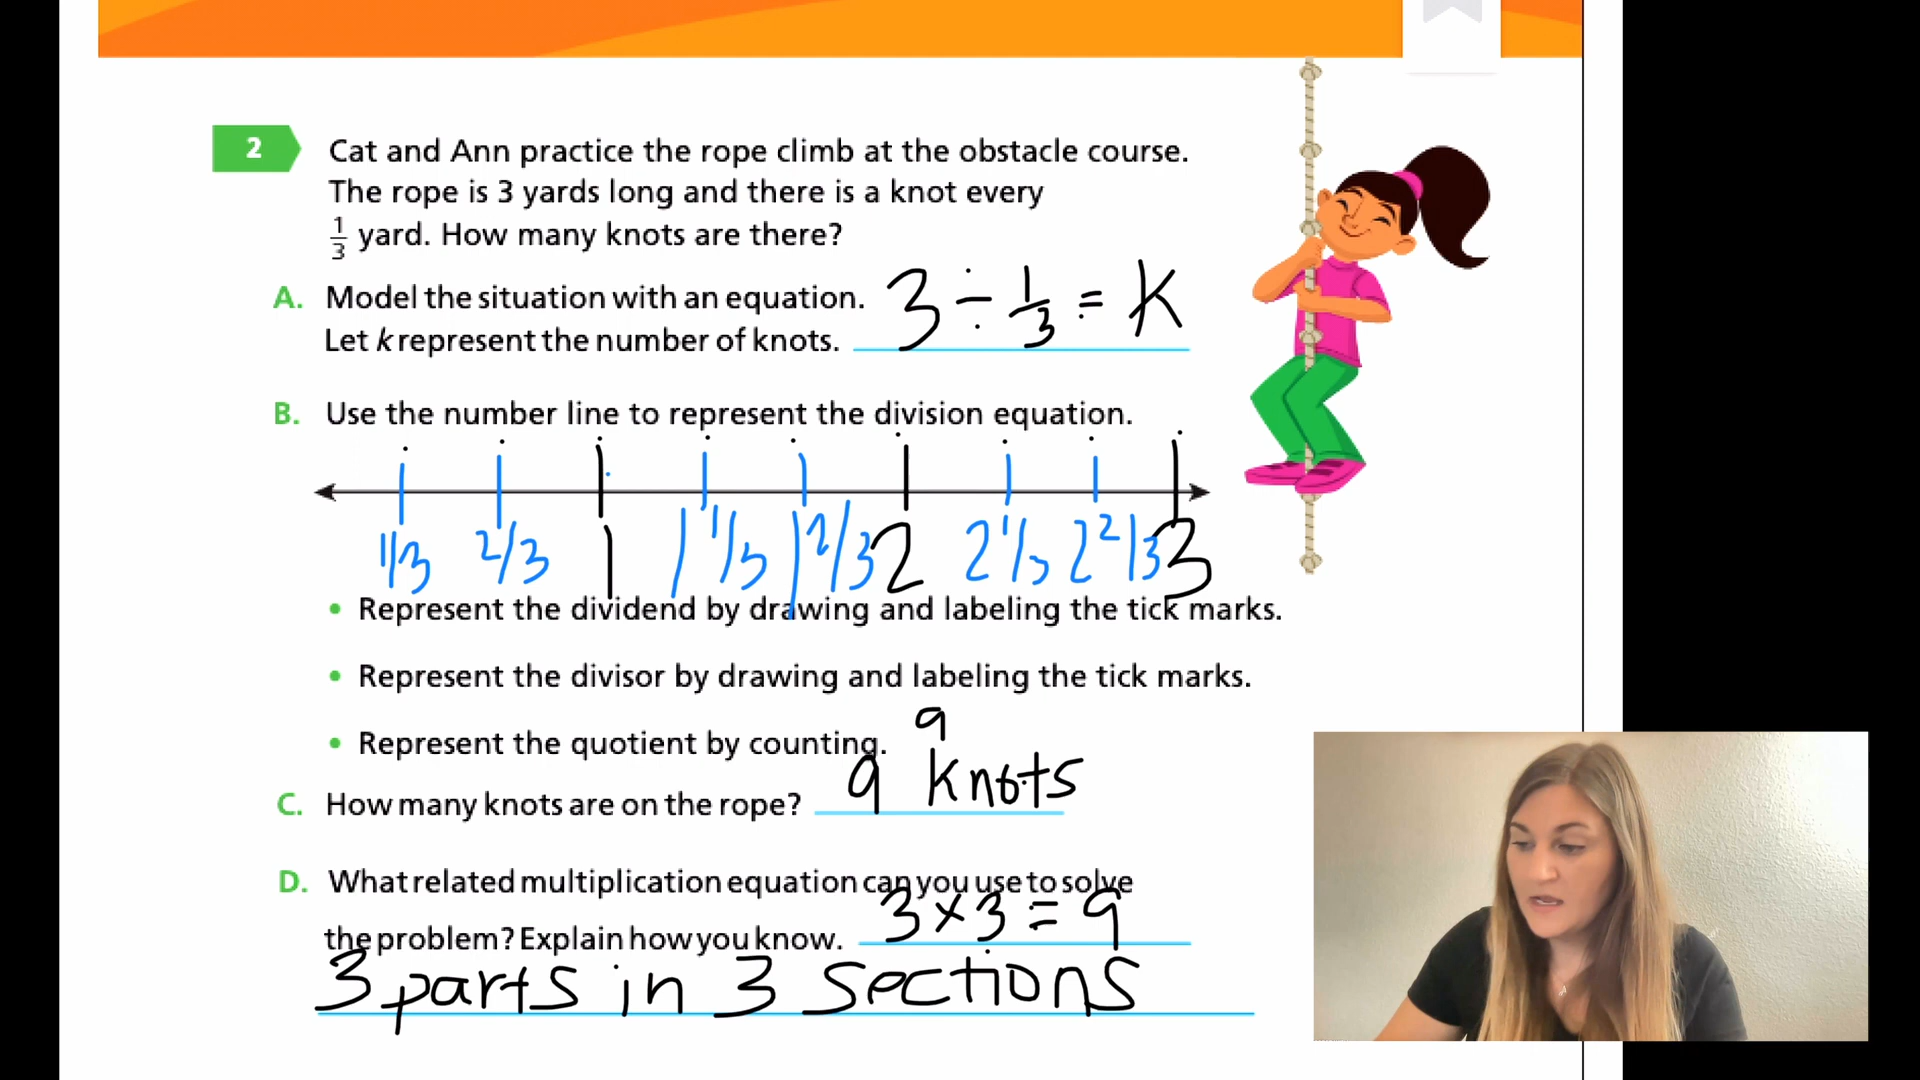 2
Cat and Ann practice the rope climb at the obstacle course.
The rope is 3 yards long and there is a knot every
1/3 yard. How many knots are there?
A. Model the situation with an equation.
Let k represent the number of knots. 3 ÷ 1/3 = K
B. Use the number line to represent the division equation.
1/3 2/3 1 1 1/3 1 2/3 2 2 1/3 2 2/3 3
• Represent the dividend by drawing and labeling the tick marks.
• Represent the divisor by drawing and labeling the tick marks.
• Represent the quotient by counting. 9
C. How many knots are on the rope? 9 knots
D. What related multiplication equation can you use to solve
the problem? Explain how you know. 3 x 3 = 9
3 parts in 3 sections